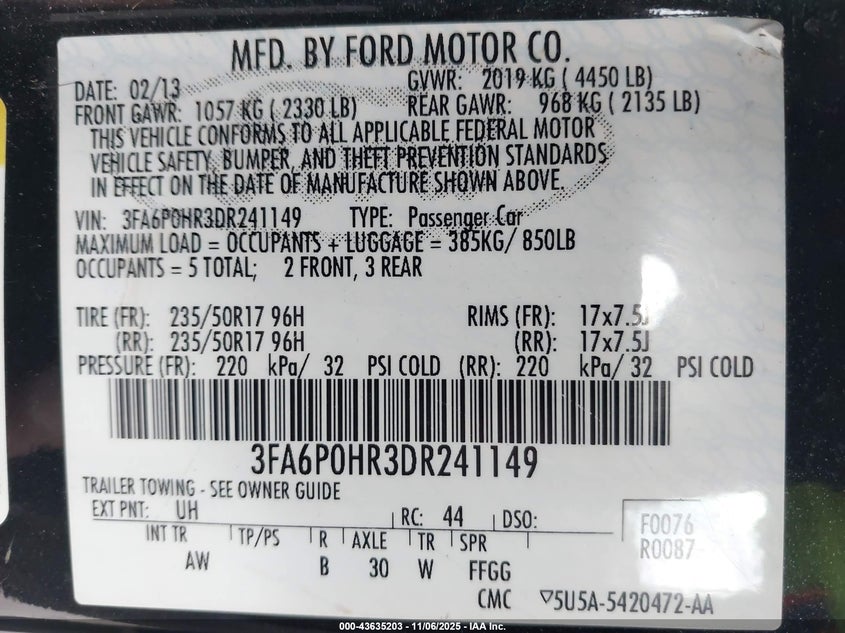 MFD. BY FORD MOTOR CO.
DATE: 02/13 GVWR: 2019 KG ( 4450 LB)
FRONT GAWR: 1057 KG ( 2330 LB) REAR GAWR: 968 KG ( 2135 LB)
THIS VEHICLE CONFORMS TO ALL APPLICABLE FEDERAL MOTOR
VEHICLE SAFETY, BUMPER, AND THEFT PREVENTION STANDARDS
IN EFFECT ON THE DATE OF MANUFACTURE SHOWN ABOVE.
VIN: 3FA6P0HR3DR241149 TYPE: Passenger Car
MAXIMUM LOAD = OCCUPANTS + LUGGAGE = 385KG/ 850LB
OCCUPANTS = 5 TOTAL; 2 FRONT, 3 REAR
TIRE (FR): 235/50R17 96H RIMS (FR): 17x7.5J
(RR): 235/50R17 96H (RR): 17x7.5J
PRESSURE (FR): 220 kPa/ 32 PSI COLD (RR): 220 kPa/ 32 PSI COLD
3FA6P0HR3DR241149
TRAILER TOWING - SEE OWNER GUIDE
EXT PNT: UH RC: 44 DSO: F0076
INT TR TP/PS R AXLE TR SPR R0087
AW B 30 W FFGG
CMC 5U5A-5420472-AA
000-43635203 - 11/06/2025 - IAA Inc.